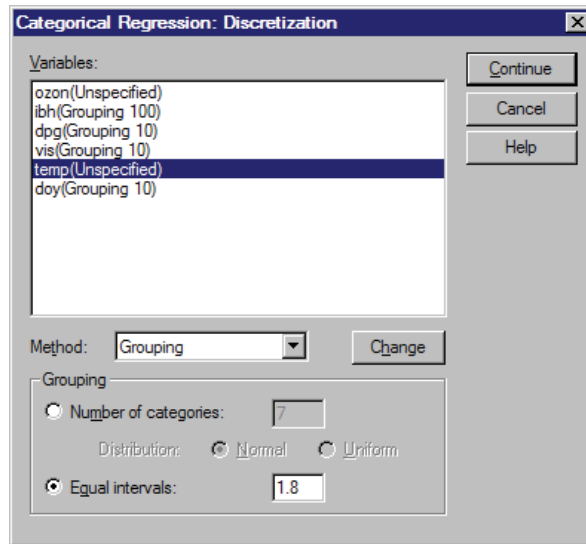 Categorical Regression: Discretization
Variables:
ozon(Unspecified)
ibh(Grouping 100)
dpg(Grouping 10)
vis(Grouping 10)
temp(Unspecified)
doy(Grouping 10)
Continue
Cancel
Help
Method: Grouping Change
Grouping
Number of categories: 7
Distribution: Normal Uniform
Equal intervals: 1.8